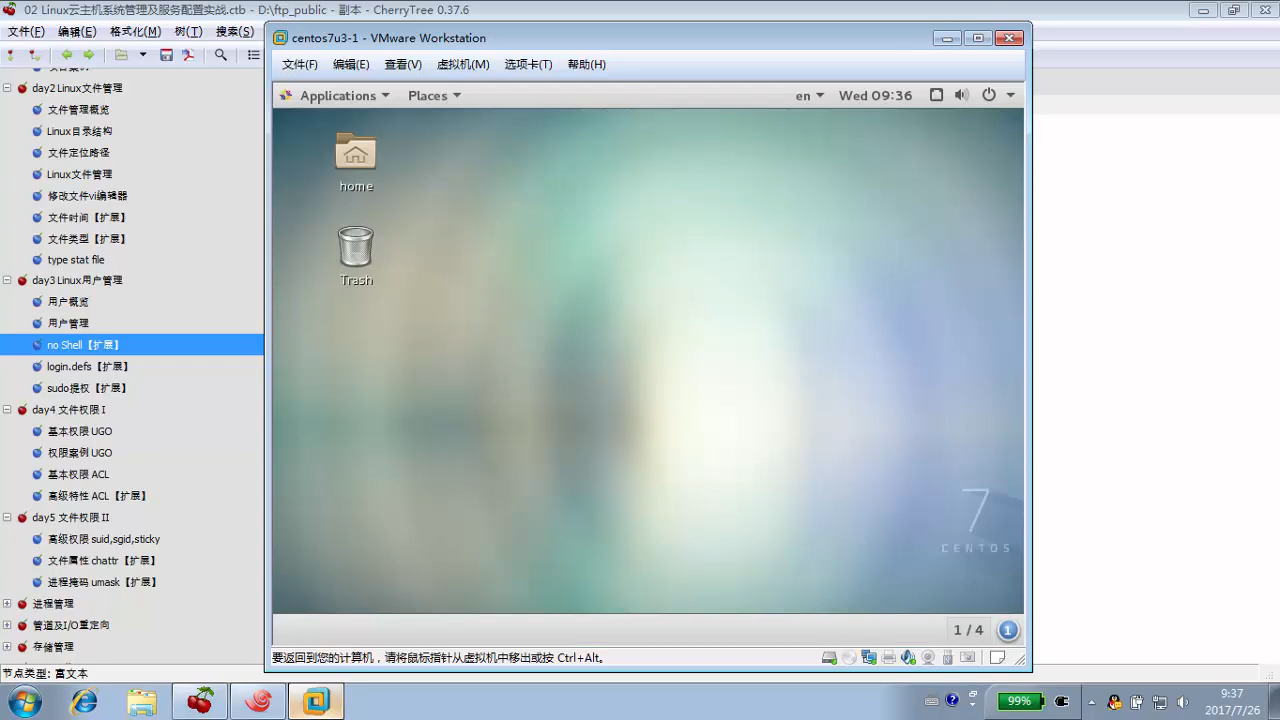 02 Linux云主机系统管理及服务配置实战.ctb - D:\ftp_public - 副本 - CherryTree 0.37.6
文件(F) 编辑(E) 格式化(M) 树(T) 搜索(S)
day2 Linux文件管理
文件管理概览
Linux目录结构
文件定位路径
Linux文件管理
修改文件vi编辑器
文件时间【扩展】
文件类型【扩展】
type stat file
day3 Linux用户管理
用户概览
用户管理
no Shell【扩展】
login.defs【扩展】
sudo提权【扩展】
day4 文件权限 I
基本权限 UGO
权限案例 UGO
基本权限 ACL
高级特性 ACL【扩展】
day5 文件权限 II
高级权限 suid,sgid,sticky
文件属性 chattr【扩展】
进程掩码 umask【扩展】
进程管理
管道及I/O重定向
存储管理
节点类型: 富文本
centos7u3-1 - VMware Workstation
文件(F) 编辑(E) 查看(V) 虚拟机(M) 选项卡(T) 帮助(H)
Applications Places en Wed 09:36
home
Trash
7
CENTOS
1 / 4 1
要返回到您的计算机，请将鼠标指针从虚拟机中移出或按 Ctrl+Alt。
99%
9:37
2017/7/26